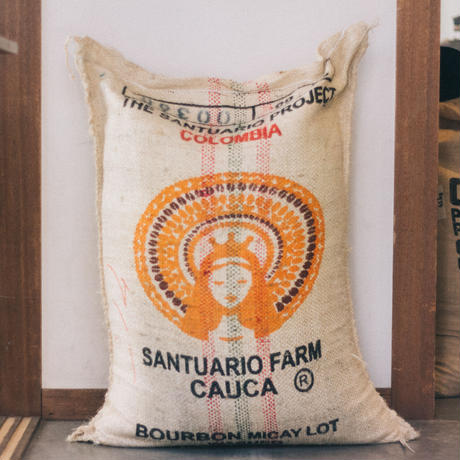 THE SANTUARIO PROJECT
COLOMBIA
SANTUARIO FARM
CAUCA ®
BOURBON MICAY LOT